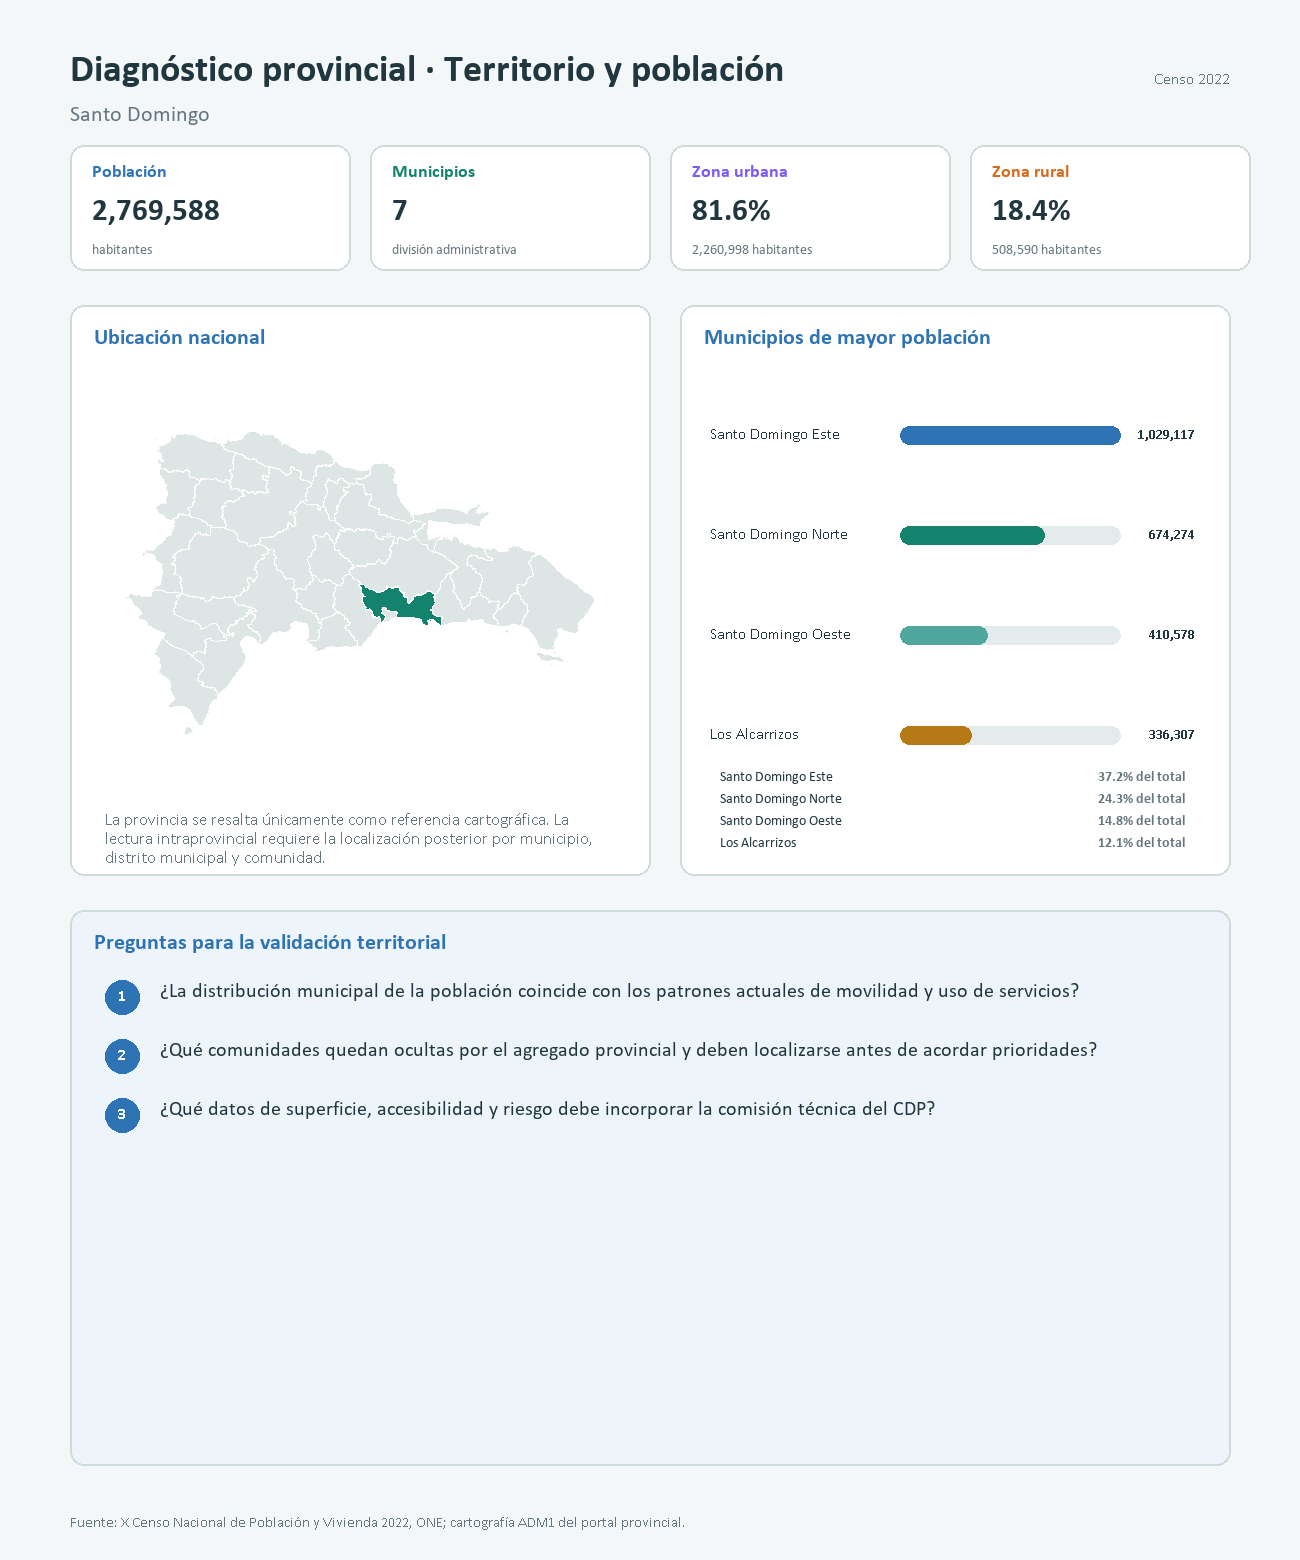 Diagnóstico provincial · Territorio y población
Censo 2022
Santo Domingo
Población
2,769,588
habitantes
Municipios
7
división administrativa
Zona urbana
81.6%
2,260,998 habitantes
Zona rural
18.4%
508,590 habitantes
Ubicación nacional
La provincia se resalta únicamente como referencia cartográfica. La
lectura intraprovincial requiere la localización posterior por municipio,
distrito municipal y comunidad.
Municipios de mayor población
Santo Domingo Este 1,029,117
Santo Domingo Norte 674,274
Santo Domingo Oeste 410,578
Los Alcarrizos 336,307
Santo Domingo Este 37.2% del total
Santo Domingo Norte 24.3% del total
Santo Domingo Oeste 14.8% del total
Los Alcarrizos 12.1% del total
Preguntas para la validación territorial
1 ¿La distribución municipal de la población coincide con los patrones actuales de movilidad y uso de servicios?
2 ¿Qué comunidades quedan ocultas por el agregado provincial y deben localizarse antes de acordar prioridades?
3 ¿Qué datos de superficie, accesibilidad y riesgo debe incorporar la comisión técnica del CDP?
Fuente: X Censo Nacional de Población y Vivienda 2022, ONE; cartografía ADM1 del portal provincial.